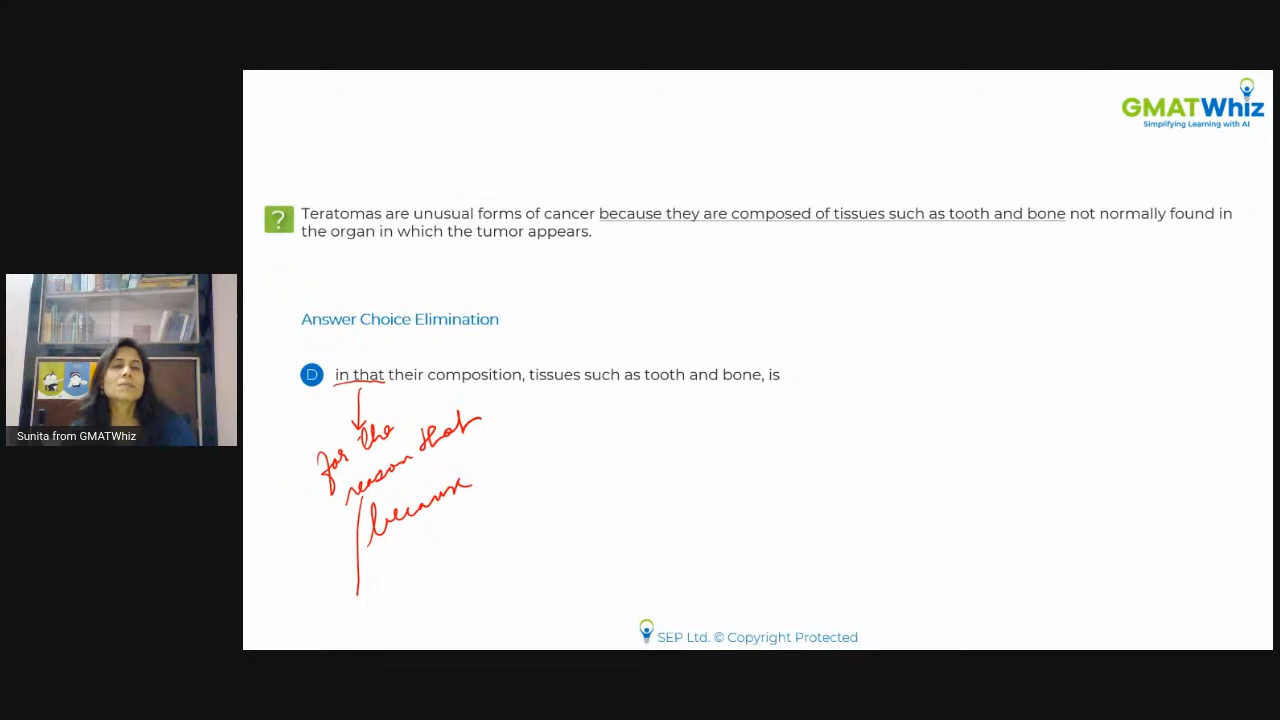 GMATWhiz
Simplifying Learning with AI
? Teratomas are unusual forms of cancer because they are composed of tissues such as tooth and bone not normally found in
the organ in which the tumor appears.
Answer Choice Elimination
D in that their composition, tissues such as tooth and bone, is
for the
reason that
because
Sunita from GMATWhiz
SEP Ltd. © Copyright Protected